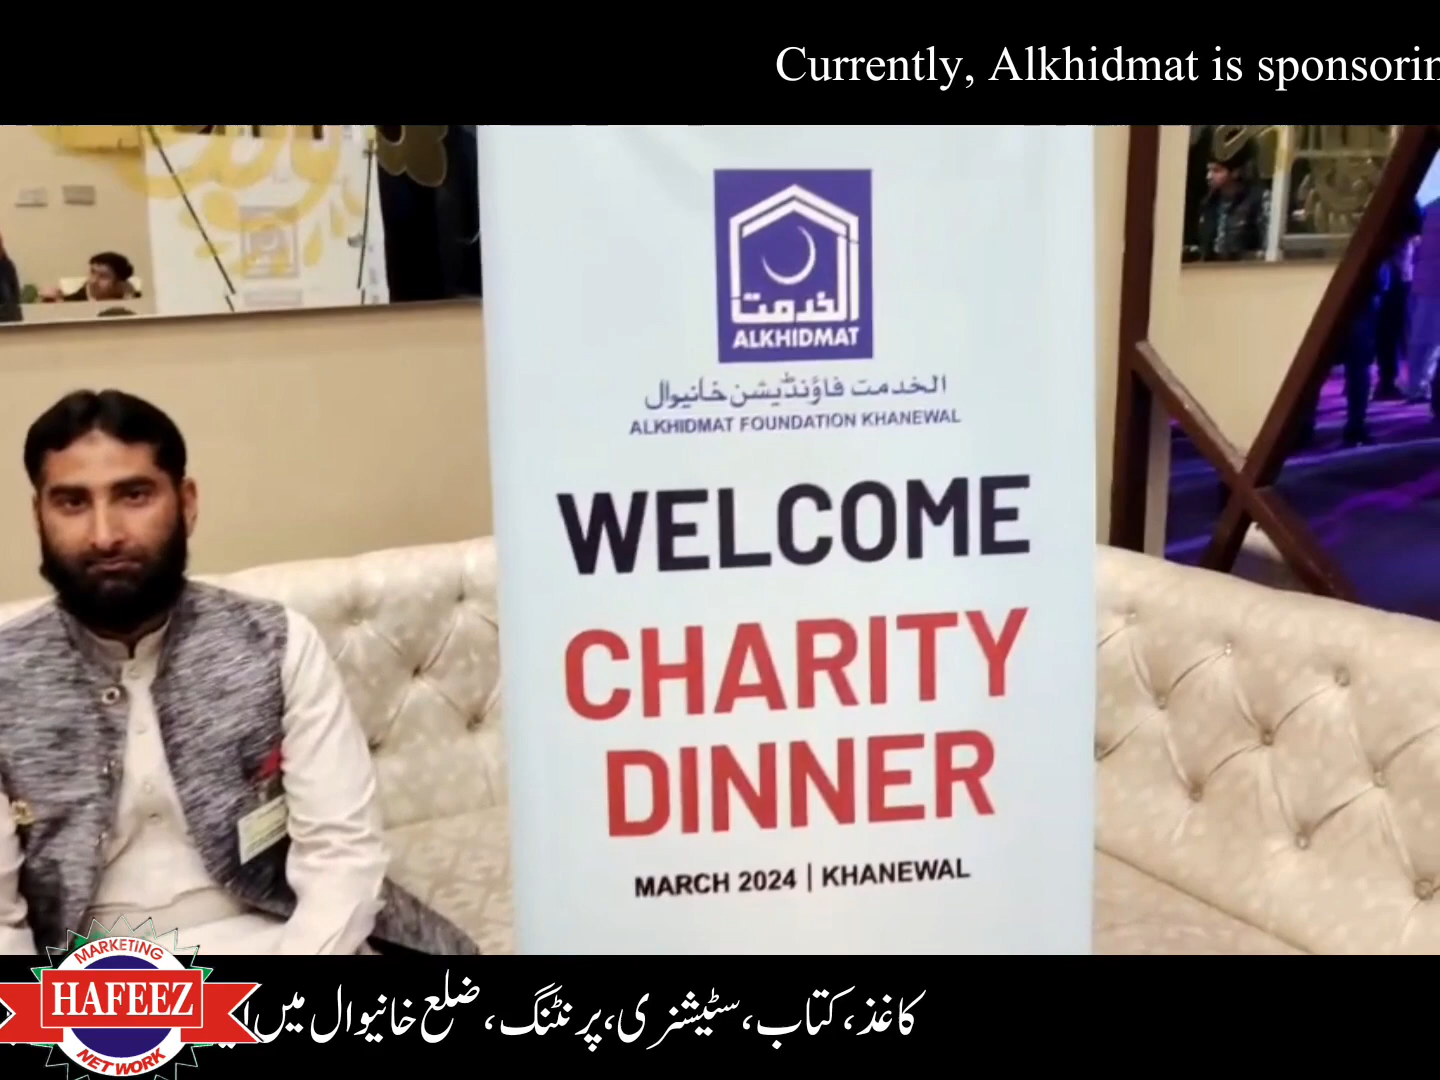 Currently, Alkhidmat is sponsorin
الخدمت
ALKHIDMAT
الخدمت فاؤنڈیشن خانیوال
ALKHIDMAT FOUNDATION KHANEWAL
WELCOME
CHARITY
DINNER
MARCH 2024 | KHANEWAL
کاغذ، کتاب، سٹیشنری، پرنٹنگ، ضلع خانیوال میں
MARKETING
HAFEEZ
NETWORK